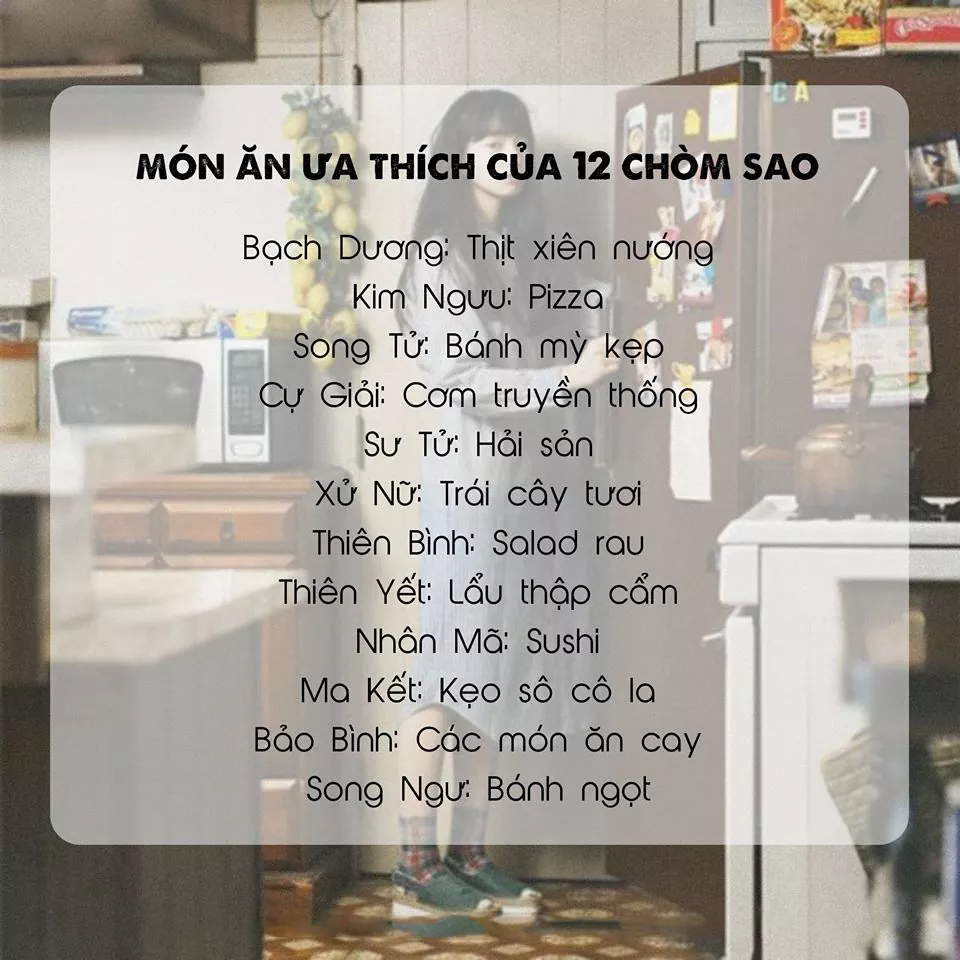 MÓN ĂN ƯA THÍCH CỦA 12 CHÒM SAO
Bạch Dương: Thịt xiên nướng
Kim Ngưu: Pizza
Song Tử: Bánh mỳ kẹp
Cự Giải: Cơm truyền thống
Sư Tử: Hải sản
Xử Nữ: Trái cây tươi
Thiên Bình: Salad rau
Thiên Yết: Lẩu thập cẩm
Nhân Mã: Sushi
Ma Kết: Kẹo sô cô la
Bảo Bình: Các món ăn cay
Song Ngư: Bánh ngọt
CA